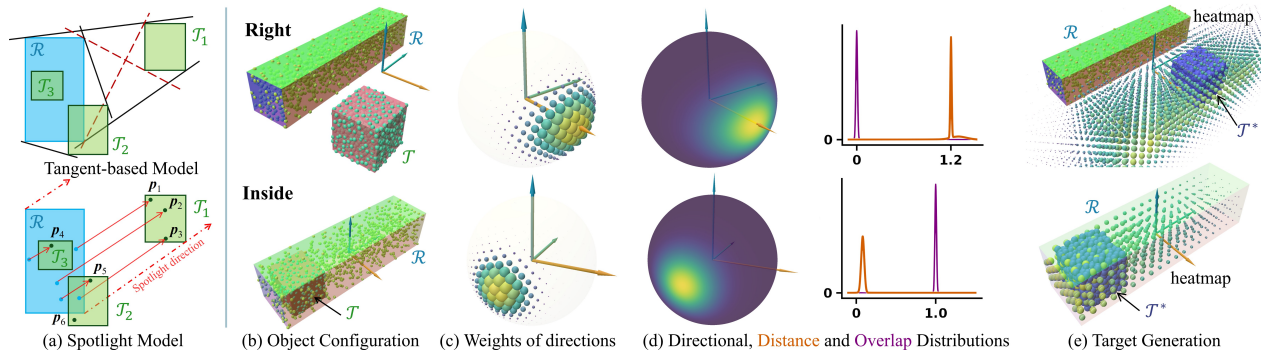 R
T₁
T₃
T₂
Tangent-based Model
p₁
p₂
p₃
p₄
p₅
p₆
R
T₁
T₃
T₂
Spotlight direction
(a) Spotlight Model
Right
R
T
Inside
R
T
(b) Object Configuration
(c) Weights of directions
0
0
1.2
0
0
1.0
(d) Directional, Distance and Overlap Distributions
R
heatmap
T*
R
heatmap
T*
(e) Target Generation